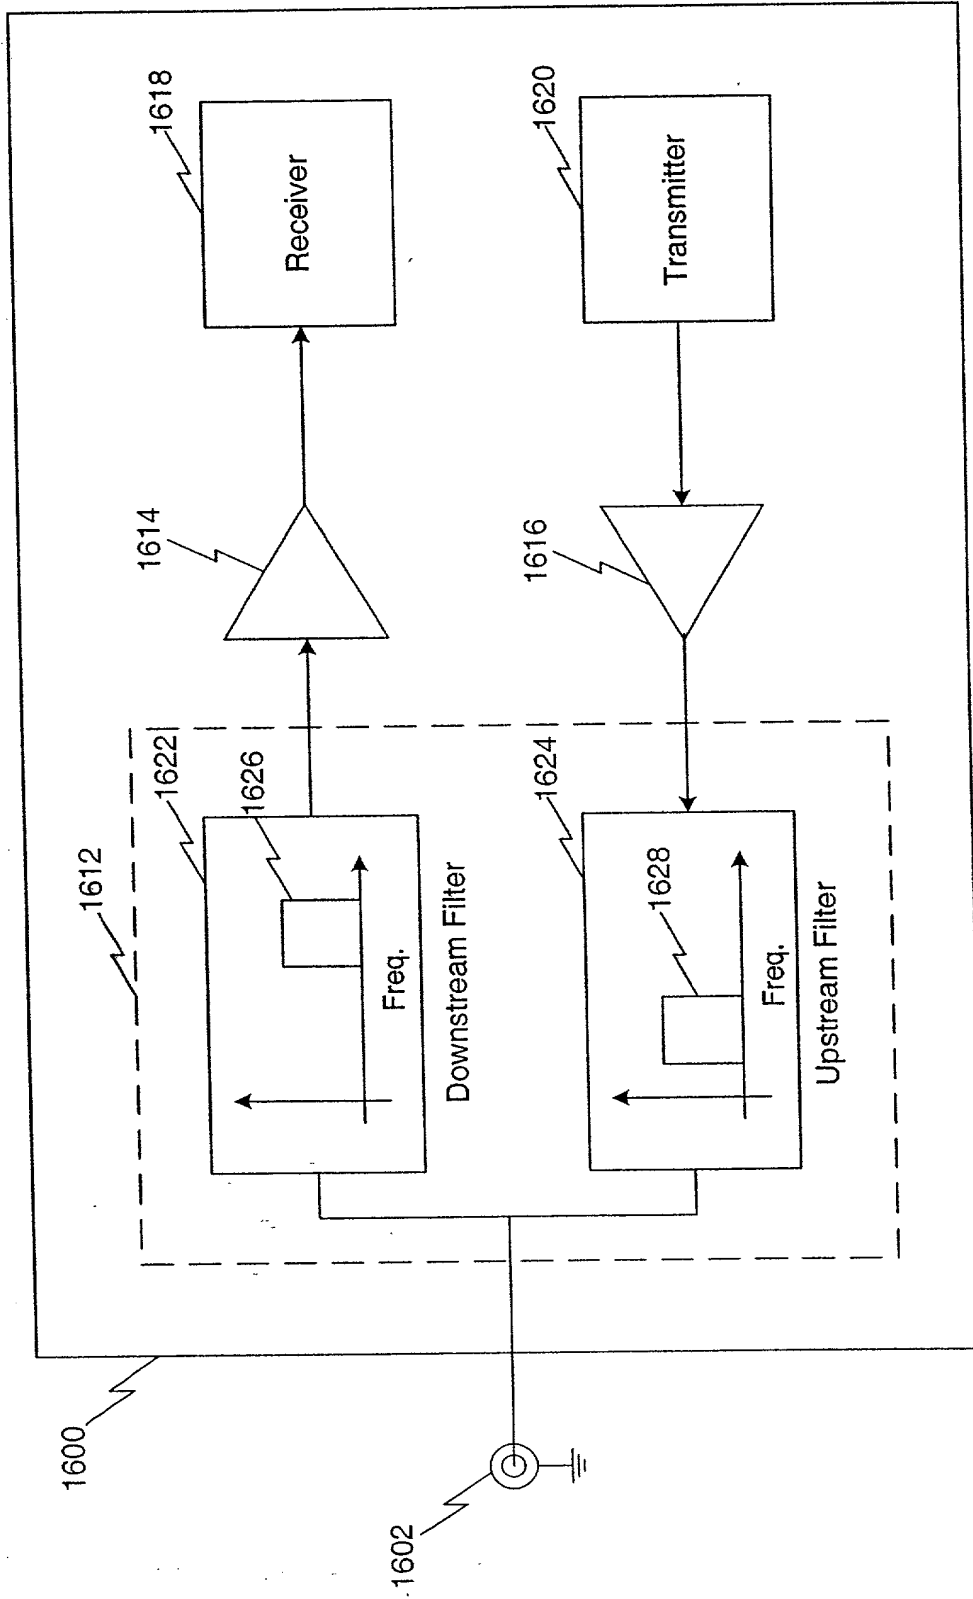 1600
1602
1612
1622
1626
Freq.
Downstream Filter
1614
1618
Receiver
1624
1628
Freq.
Upstream Filter
1616
1620
Transmitter